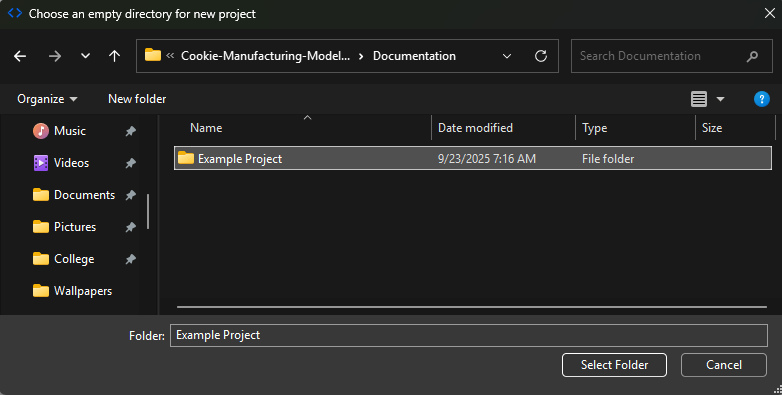 Choose an empty directory for new project
« Cookie-Manufacturing-Model... > Documentation
Search Documentation
Organize
New folder
?
Name
Date modified
Type
Size
Music
Videos
Documents
Pictures
College
Wallpapers
Example Project
9/23/2025 7:16 AM
File folder
Folder:
Example Project
Select Folder
Cancel